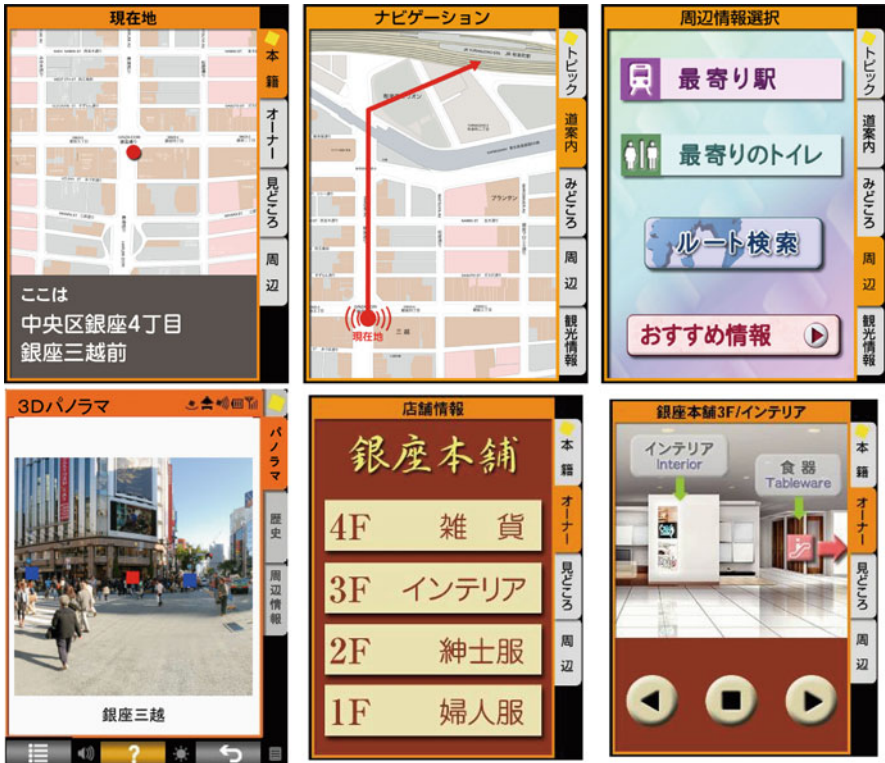 現在地
本籍
オーナー
見どころ
周辺
ここは
中央区銀座4丁目
銀座三越前
ナビゲーション
トピック
道案内
みどころ
周辺
観光情報
プランタン
三越
現在地
周辺情報選択
最寄り駅
最寄りのトイレ
ルート検索
おすすめ情報
トピック
道案内
みどころ
周辺
観光情報
3Dパノラマ
パノラマ
歴史
周辺情報
銀座三越
?
店舗情報
銀座本舗
4F 雑貨
3F インテリア
2F 紳士服
1F 婦人服
本籍
オーナー
見どころ
周辺
銀座本舗3F/インテリア
インテリア
Interior
食器
Tableware
本籍
オーナー
見どころ
周辺